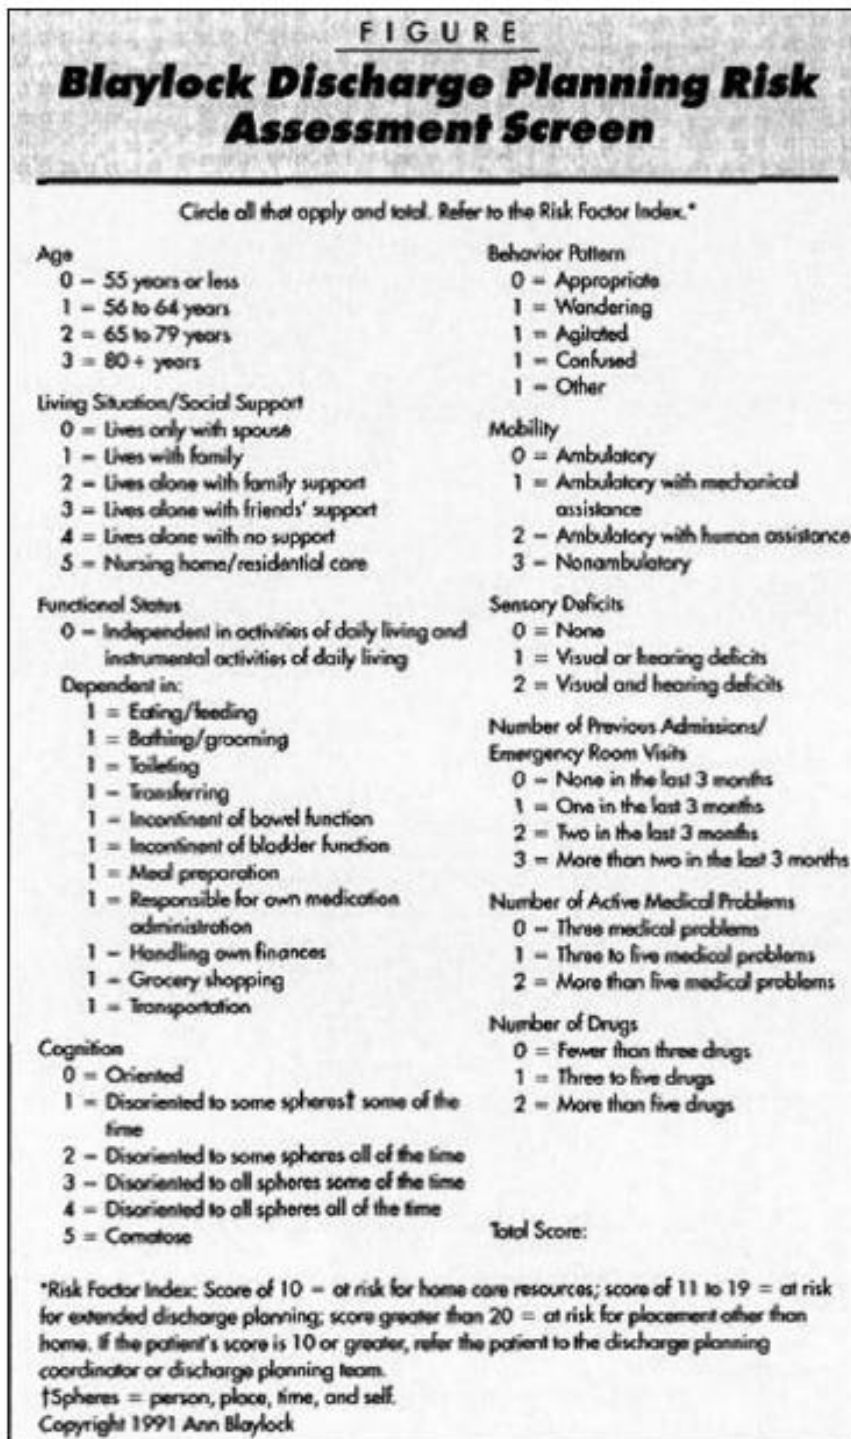 FIGURE
Blaylock Discharge Planning Risk
Assessment Screen
Circle all that apply and total. Refer to the Risk Factor Index.*
Age
0 = 55 years or less
1 = 56 to 64 years
2 = 65 to 79 years
3 = 80 + years
Living Situation/Social Support
0 = Lives only with spouse
1 = Lives with family
2 = Lives alone with family support
3 = Lives alone with friends' support
4 = Lives alone with no support
5 = Nursing home/residential care
Functional Status
0 = Independent in activities of daily living and
instrumental activities of daily living
Dependent in:
1 = Eating/feeding
1 = Bathing/grooming
1 = Toileting
1 = Transferring
1 = Incontinent of bowel function
1 = Incontinent of bladder function
1 = Meal preparation
1 = Responsible for own medication
administration
1 = Handling own finances
1 = Grocery shopping
1 = Transportation
Cognition
0 = Oriented
1 = Disoriented to some spheres† some of the
time
2 = Disoriented to some spheres all of the time
3 = Disoriented to all spheres some of the time
4 = Disoriented to all spheres all of the time
5 = Comatose
Behavior Pattern
0 = Appropriate
1 = Wandering
1 = Agitated
1 = Confused
1 = Other
Mobility
0 = Ambulatory
1 = Ambulatory with mechanical
assistance
2 = Ambulatory with human assistance
3 = Nonambulatory
Sensory Deficits
0 = None
1 = Visual or hearing deficits
2 = Visual and hearing deficits
Number of Previous Admissions/
Emergency Room Visits
0 = None in the last 3 months
1 = One in the last 3 months
2 = Two in the last 3 months
3 = More than two in the last 3 months
Number of Active Medical Problems
0 = Three medical problems
1 = Three to five medical problems
2 = More than five medical problems
Number of Drugs
0 = Fewer than three drugs
1 = Three to five drugs
2 = More than five drugs
Total Score:
*Risk Factor Index: Score of 10 = at risk for home care resources; score of 11 to 19 = at risk
for extended discharge planning; score greater than 20 = at risk for placement other than
home. If the patient's score is 10 or greater, refer the patient to the discharge planning
coordinator or discharge planning team.
†Spheres = person, place, time, and self.
Copyright 1991 Ann Blaylock